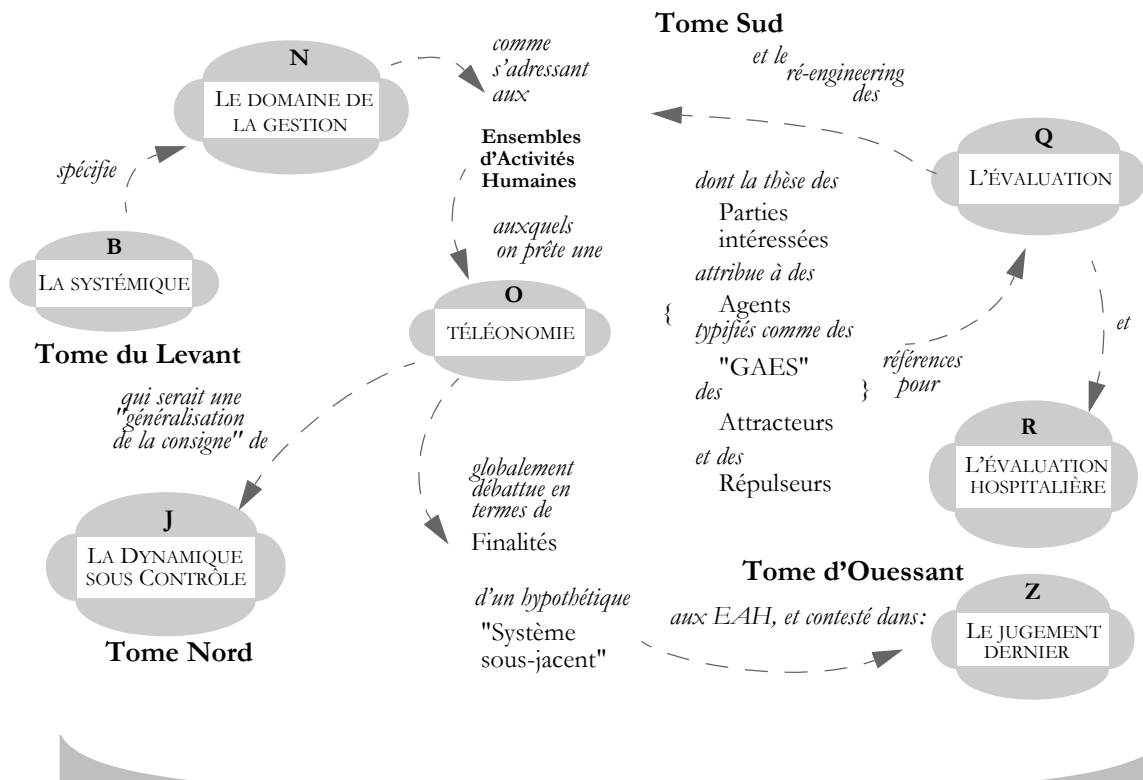 Tome Sud
N
LE DOMAINE DE
LA GESTION
comme
s'adressant
aux
et le
ré-engineering
des
Ensembles
d'Activités
Humaines
spécifie
Q
L'ÉVALUATION
dont la thèse des
Parties
intéressées
auxquels
on prête une
B
LA SYSTÉMIQUE
attribue à des
{
Agents
typifiés comme des
"GAES"
des
}
Attracteurs
et des
Répulseurs
références
pour
et
O
TÉLÉONOMIE
Tome du Levant
qui serait une
"généralisation
de la consigne" de
R
L'ÉVALUATION
HOSPITALIÈRE
globalement
débattue en
termes de
Finalités
J
LA DYNAMIQUE
SOUS CONTRÔLE
Tome Nord
d'un hypothétique
"Système
sous-jacent"
Tome d'Ouessant
aux EAH, et contesté dans:
Z
LE JUGEMENT
DERNIER